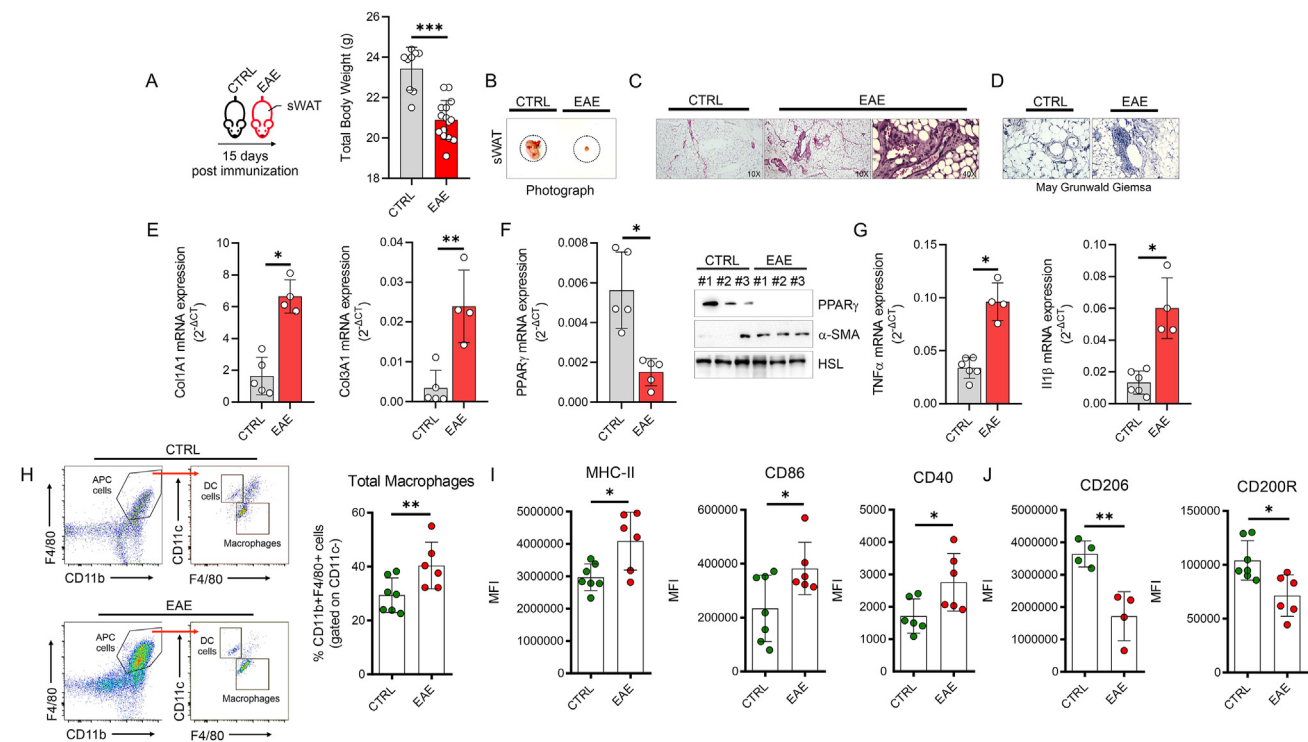 A
CTRL
EAE
sWAT
15 days
post immunization
Total Body Weight (g)
26
24
22
20
18
***
CTRL
EAE
B
CTRL
EAE
sWAT
Photograph
C
CTRL
EAE
10X
10X
40X
D
CTRL
EAE
May Grunwald Giemsa
E
Col1A1 mRNA expression
(2^-ΔCT)
10
8
6
4
2
0
*
CTRL
EAE
Col3A1 mRNA expression
(2^-ΔCT)
0.04
0.03
0.02
0.01
0.00
**
CTRL
EAE
F
PPARγ mRNA expression
(2^-ΔCT)
0.008
0.006
0.004
0.002
0.000
*
CTRL
EAE
CTRL
EAE
#1 #2 #3 #1 #2 #3
PPARγ
α-SMA
HSL
G
TNFα mRNA expression
(2^-ΔCT)
0.15
0.10
0.05
0.00
*
CTRL
EAE
Il1β mRNA expression
(2^-ΔCT)
0.10
0.08
0.06
0.04
0.02
0.00
*
CTRL
EAE
H
CTRL
APC
cells
F4/80
CD11b
DC
cells
Macrophages
CD11c
F4/80
EAE
APC
cells
F4/80
CD11b
DC
cells
Macrophages
CD11c
F4/80
Total Macrophages
% CD11b+F4/80+ cells
(gated on CD11c-)
60
40
20
0
**
CTRL
EAE
I
MHC-II
MFI
5000000
4000000
3000000
2000000
1000000
0
*
CTRL
EAE
CD86
MFI
600000
400000
200000
0
*
CTRL
EAE
CD40
MFI
5000
4000
3000
2000
1000
0
*
CTRL
EAE
J
CD206
MFI
5000000
4000000
3000000
2000000
1000000
0
**
CTRL
EAE
CD200R
MFI
150000
100000
50000
0
*
CTRL
EAE